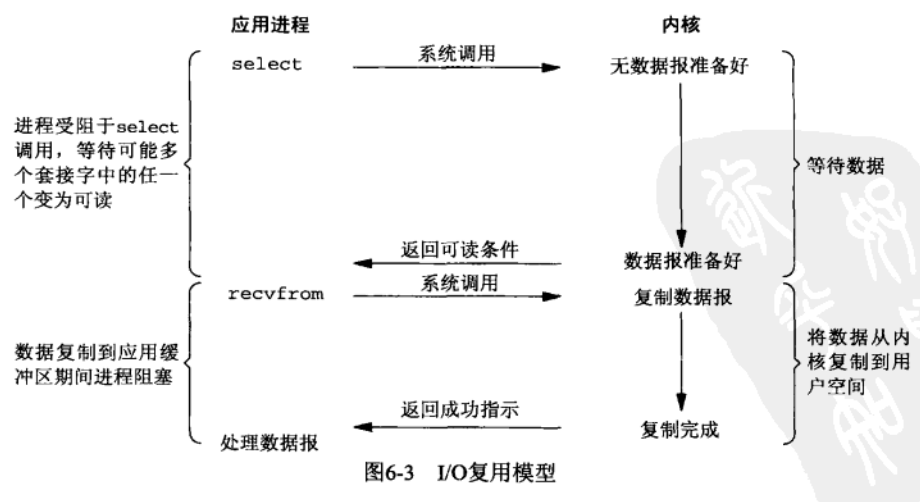 应用进程
内核
select
系统调用
无数据报准备好
进程受阻于select
调用，等待可能多
个套接字中的任一
个变为可读
等待数据
返回可读条件
数据报准备好
recvfrom
系统调用
复制数据报
数据复制到应用缓
冲区期间进程阻塞
将数据从内
核复制到用
户空间
返回成功指示
复制完成
处理数据报
图6-3 I/O复用模型